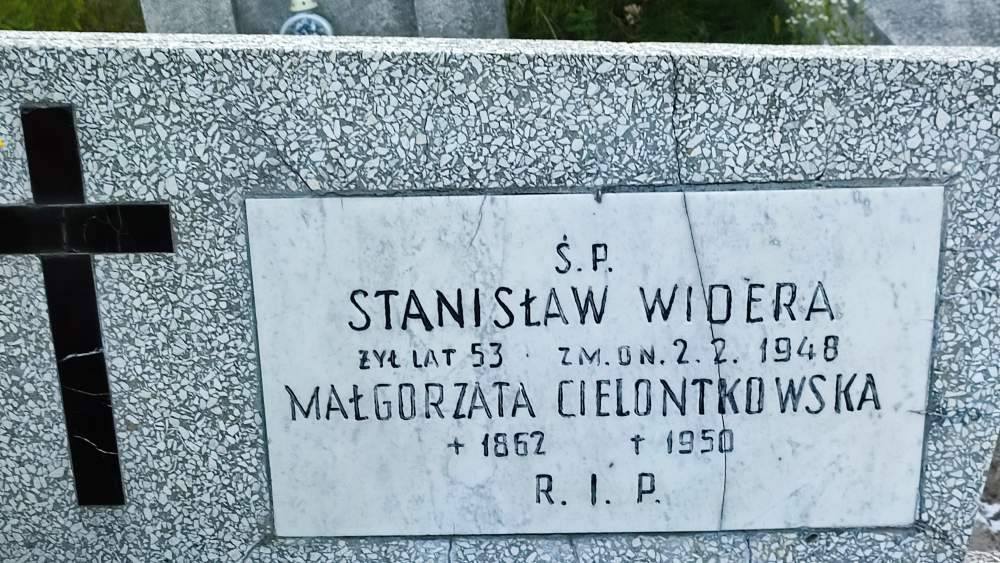 Ś. P.
STANISŁAW WIDERA
ŻYŁ LAT 53 ZM. DN. 2. 2. 1948
MAŁGORZATA CIELONTKOWSKA
+ 1862 † 1950
R. I. P.